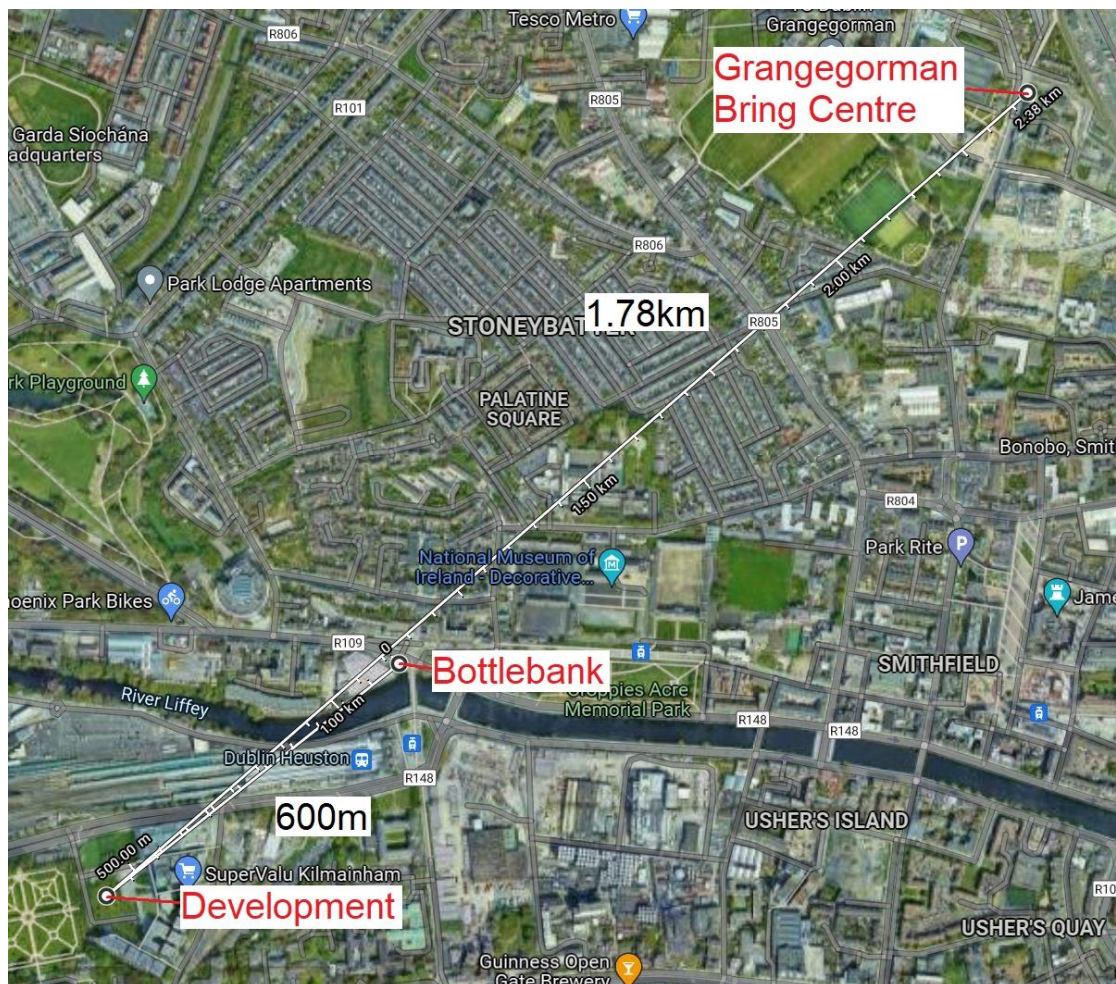 Tesco Metro
Grangegorman
R806
Grangegorman
Bring Centre
R805
R101
2.38 km
Garda Síochána
adquarters
R806
2.00 km
Park Lodge Apartments
1.78km
R805
STONEYBATTER
rk Playground
PALATINE
SQUARE
Bonobo, Smit
1.50 km
R804
National Museum of
Ireland - Decorative...
Park Rite
P
hoenix Park Bikes
Jame
R109
0
Bottlebank
SMITHFIELD
River Liffey
Croppies Acre
Memorial Park
1.00 km
R148
R148
Dublin Heuston
R148
600m
USHER'S ISLAND
500.00 m
SuperValu Kilmainham
Development
R10
USHER'S QUAY
Guinness Open
Gate Brewery